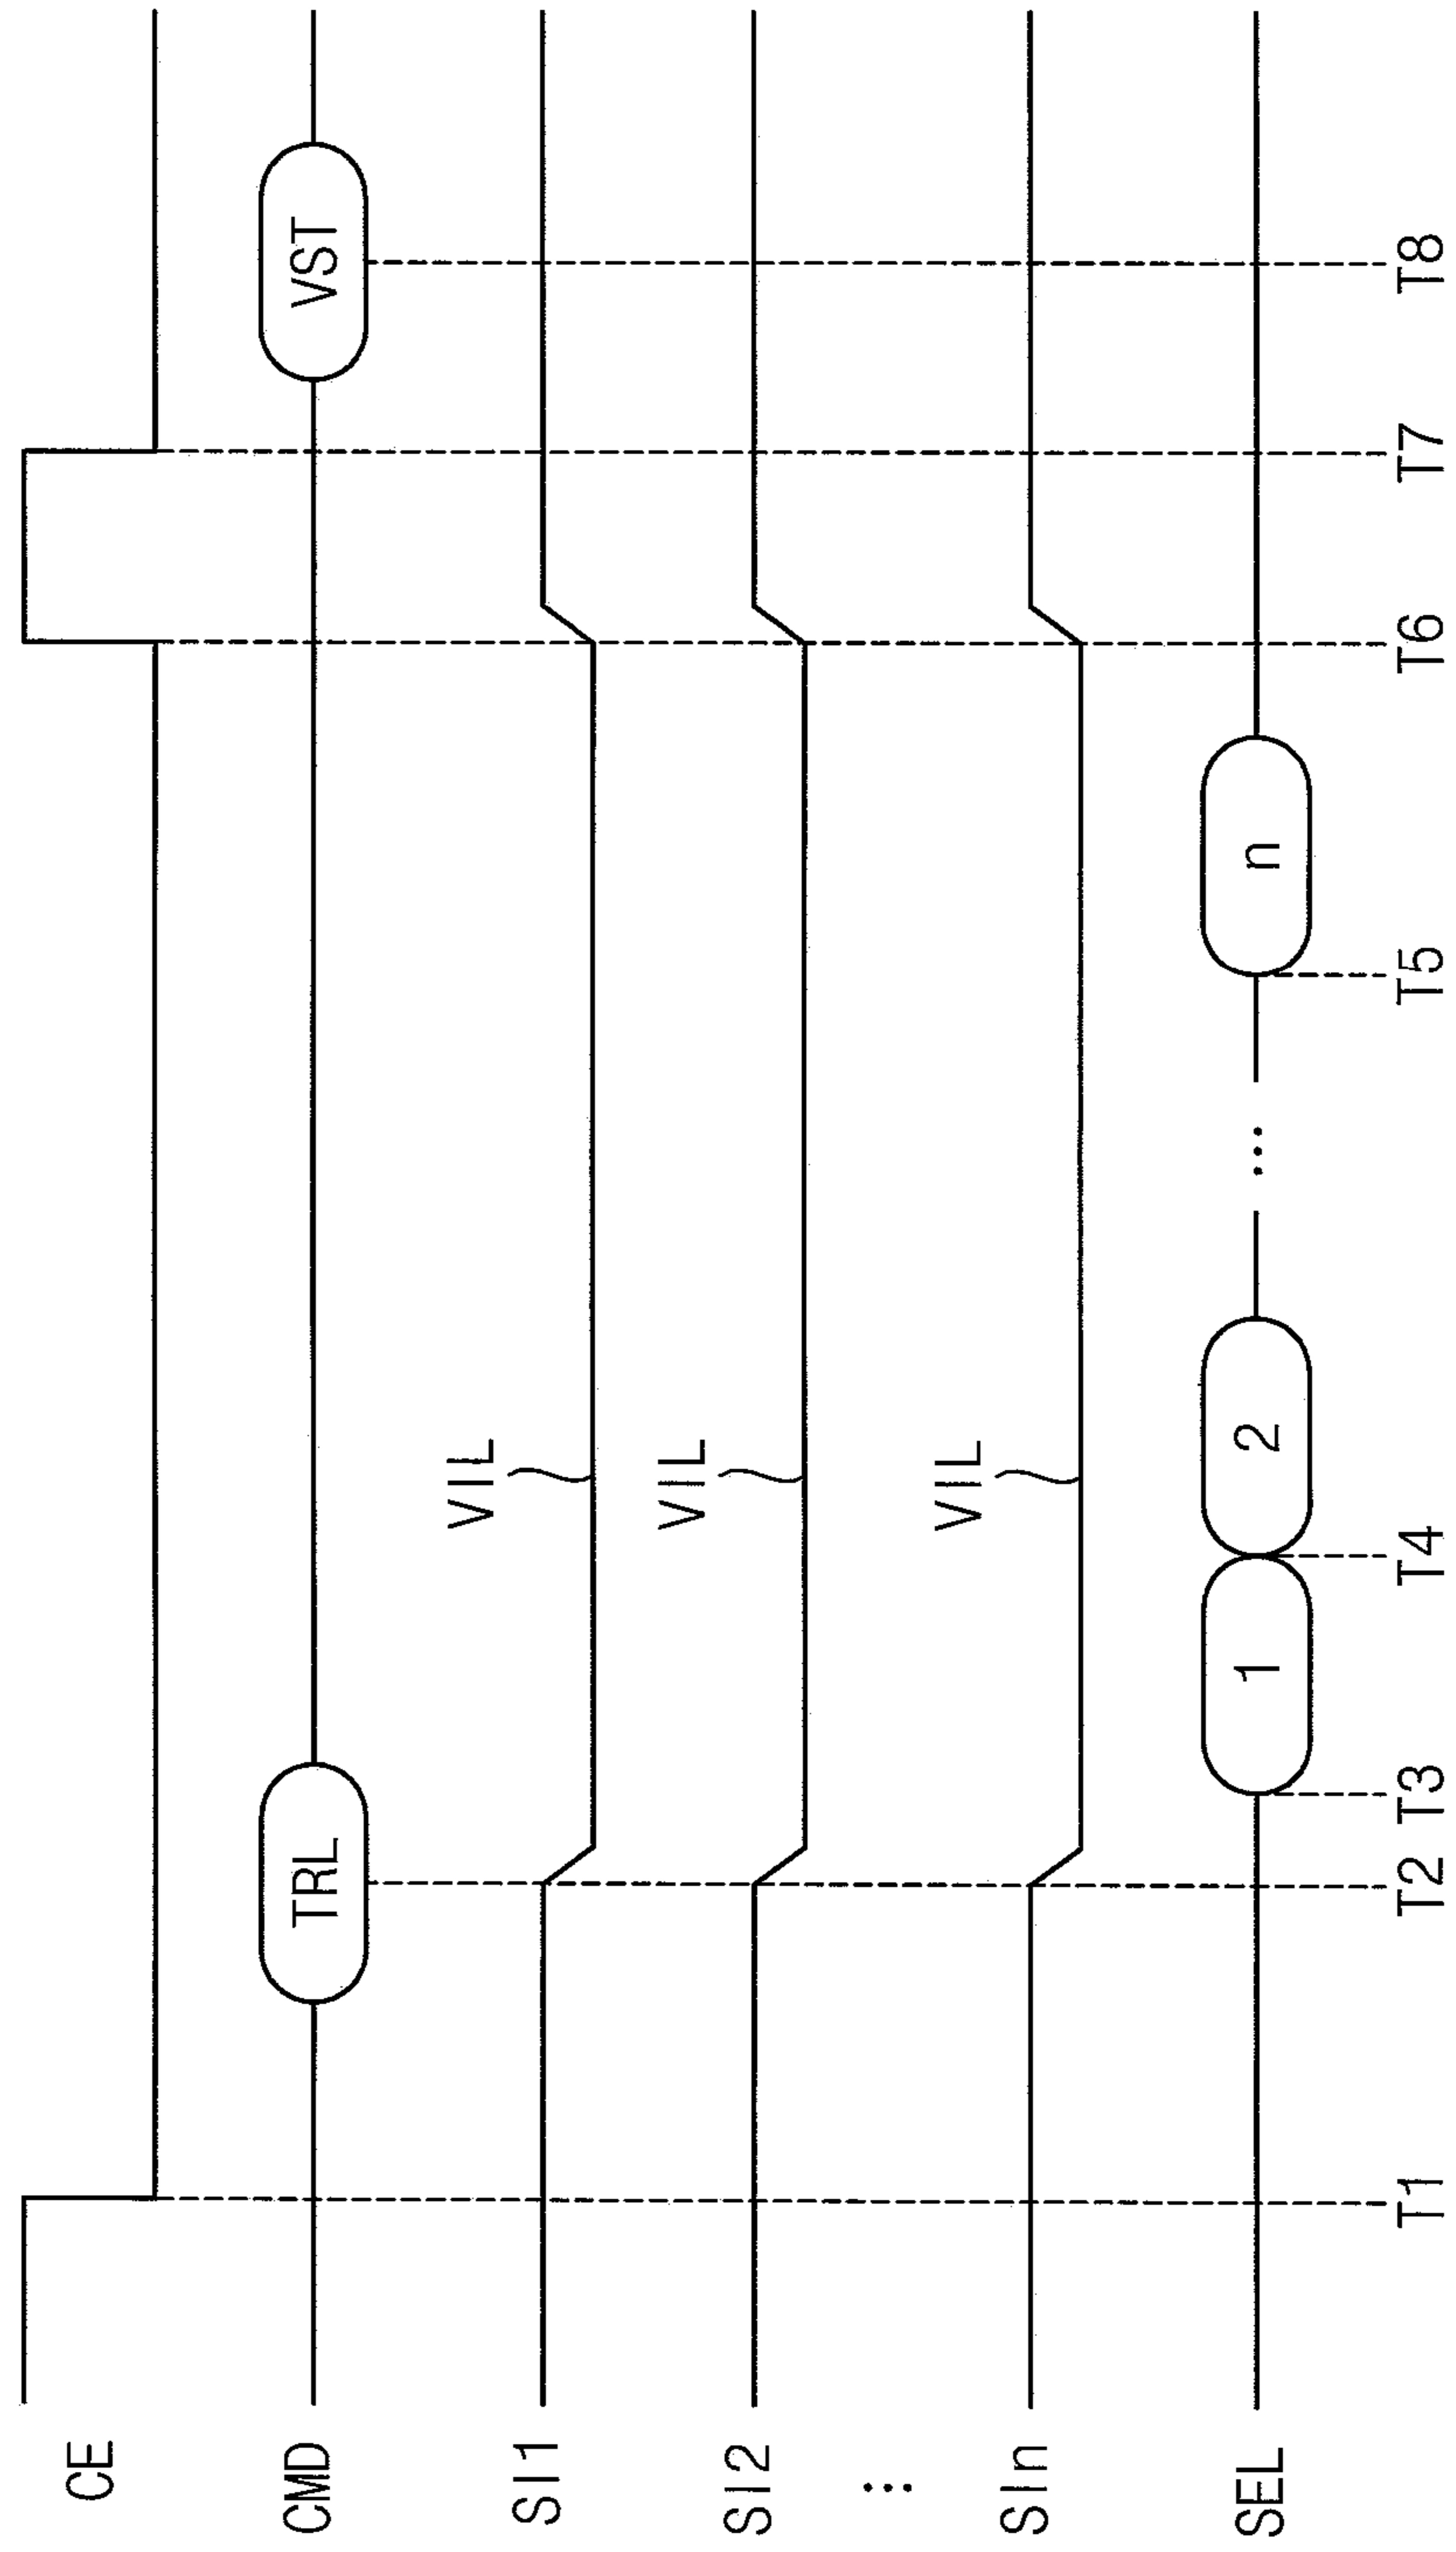 CE
CMD
TRL
VST
SI1
VIL
SI2
VIL
⋮
SIn
VIL
SEL
1
2
...
n
T1
T2
T3
T4
T5
T6
T7
T8